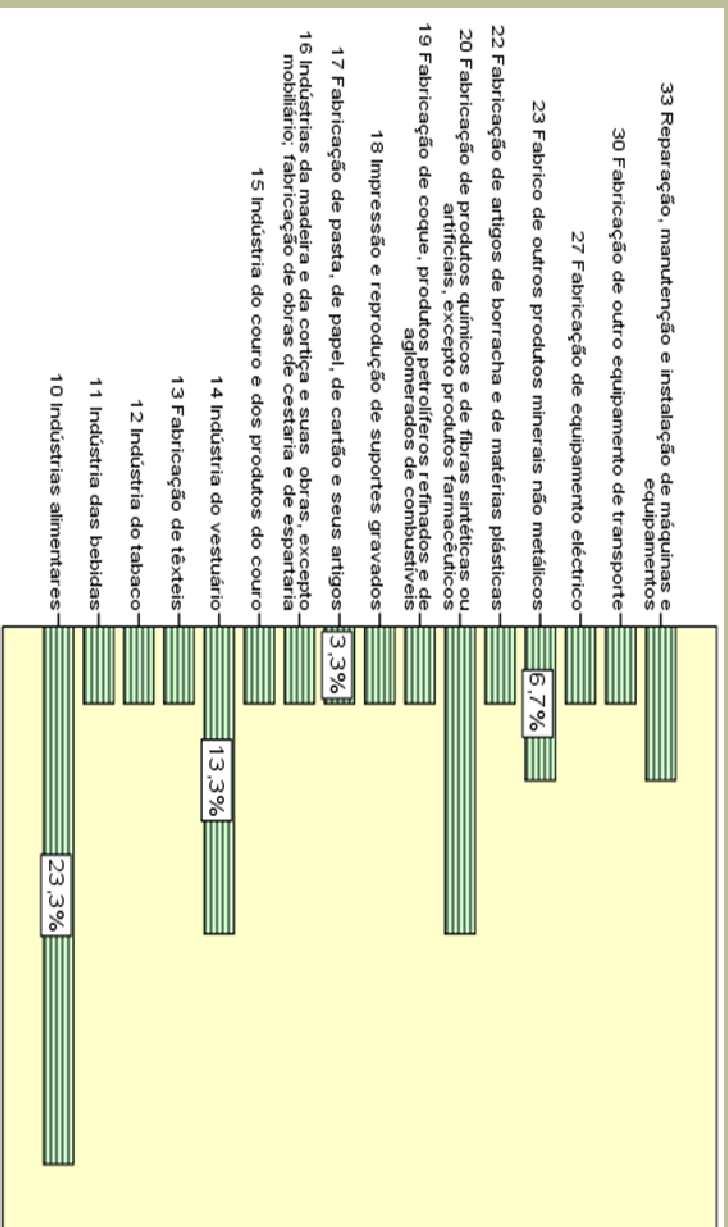 33 Reparação, manutenção e instalação de máquinas e
equipamentos
30 Fabricação de outro equipamento de transporte
27 Fabricação de equipamento eléctrico
23 Fabrico de outros produtos minerais não metálicos
6,7%
22 Fabricação de artigos de borracha e de matérias plásticas
20 Fabricação de produtos químicos e de fibras sintéticas ou
artificiais, excepto produtos farmacêuticos
19 Fabricação de coque, produtos petrolíferos refinados e de
aglomerados de combustíveis
18 Impressão e reprodução de suportes gravados
17 Fabricação de pasta, de papel, de cartão e seus artigos
3,3%
16 Indústrias da madeira e da cortiça e suas obras, excepto
mobiliário; fabricação de obras de cestaria e de espartaria
15 Indústria do couro e dos produtos do couro
14 Indústria do vestuário
13,3%
13 Fabricação de têxteis
12 Indústria do tabaco
11 Indústria das bebidas
10 Indústrias alimentares
23,3%